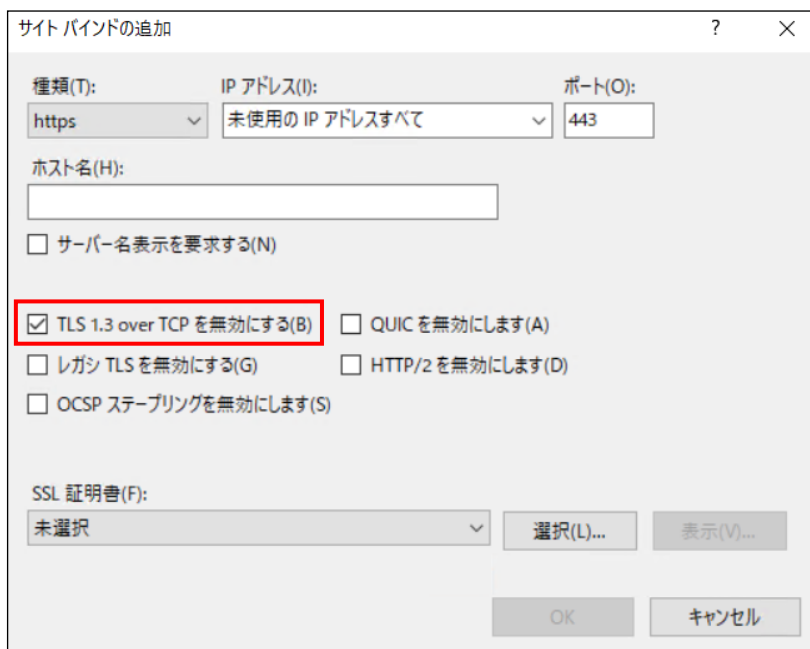 サイト バインドの追加 ?
種類(T): IP アドレス(I): ポート(O):
https 未使用の IP アドレスすべて 443
ホスト名(H):
サーバー名表示を要求する(N)
TLS 1.3 over TCP を無効にする(B) QUIC を無効にします(A)
レガシ TLS を無効にする(G) HTTP/2 を無効にします(D)
OCSP ステープリングを無効にします(S)
SSL 証明書(F):
未選択 選択(L)... 表示(V)...
OK キャンセル